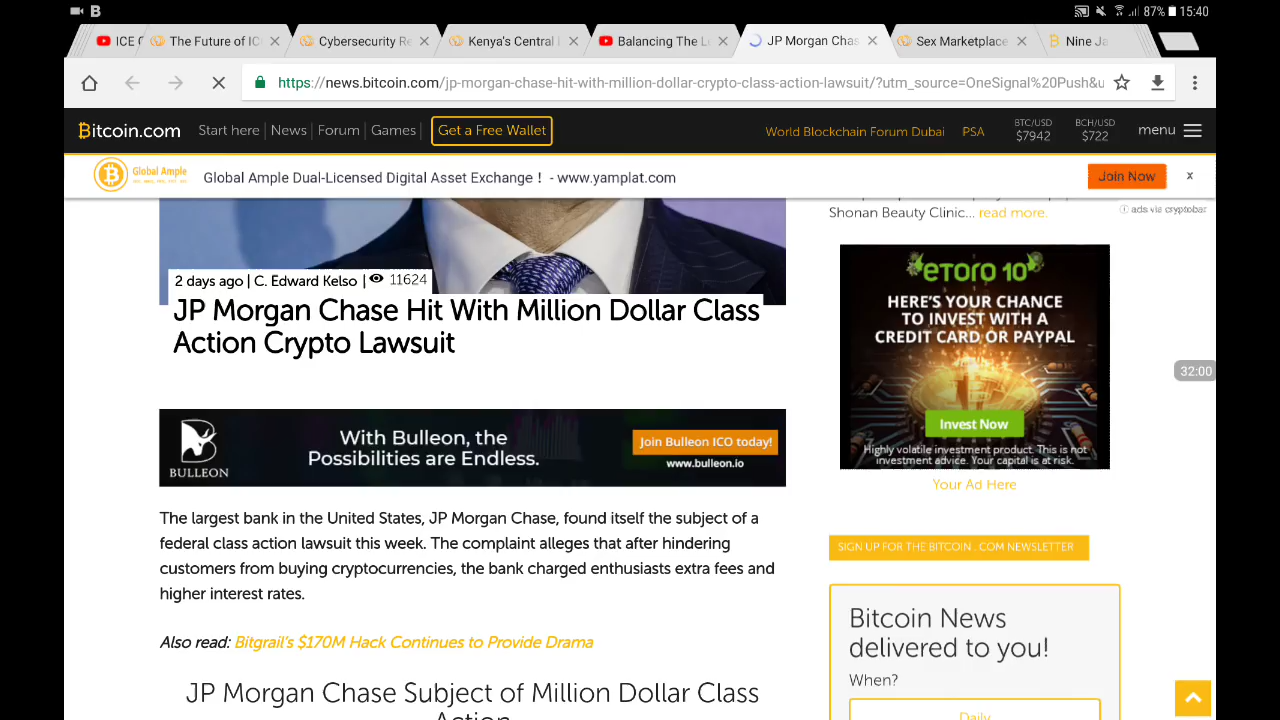 B
87% 15:40
ICE C
The Future of IC
Cybersecurity Re
Kenya's Central
Balancing The L
JP Morgan Chas
Sex Marketplace
Nine Ja
https://news.bitcoin.com/jp-morgan-chase-hit-with-million-dollar-crypto-class-action-lawsuit/?utm_source=OneSignal%20Push&u
Bitcoin.com
Start here
News
Forum
Games
Get a Free Wallet
World Blockchain Forum Dubai
PSA
BTC/USD
$7942
BCH/USD
$722
menu
Global Ample
Global Ample Dual-Licensed Digital Asset Exchange！ - www.yamplat.com
Join Now
x
Shonan Beauty Clinic... read more.
ads via cryptobar
2 days ago | C. Edward Kelso | 11624
JP Morgan Chase Hit With Million Dollar Class
Action Crypto Lawsuit
eTORO 10
HERE'S YOUR CHANCE
TO INVEST WITH A
CREDIT CARD OR PAYPAL
Invest Now
Highly volatile investment product. This is not
investment advice. Your capital is at risk.
Your Ad Here
32:00
BULLEON
With Bulleon, the
Possibilities are Endless.
Join Bulleon ICO today!
www.bulleon.io
The largest bank in the United States, JP Morgan Chase, found itself the subject of a
federal class action lawsuit this week. The complaint alleges that after hindering
customers from buying cryptocurrencies, the bank charged enthusiasts extra fees and
higher interest rates.
Also read: Bitgrail's $170M Hack Continues to Provide Drama
JP Morgan Chase Subject of Million Dollar Class
Action
SIGN UP FOR THE BITCOIN . COM NEWSLETTER
Bitcoin News
delivered to you!
When?
Daily